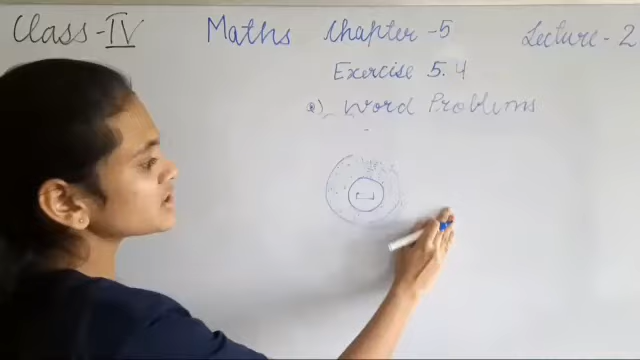 Class - IV Maths Chapter - 5 Lecture - 2
Exercise 5.4
Word Problems